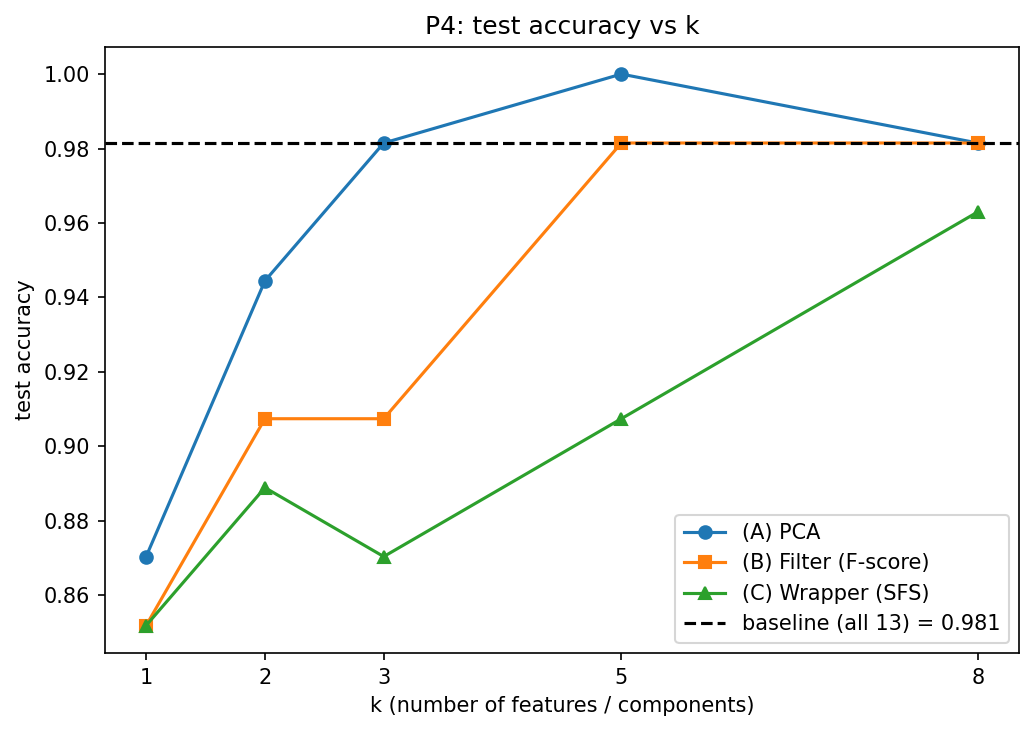 P4: test accuracy vs k
1.00
0.98
0.96
0.94
0.92
0.90
0.88
0.86
test accuracy
(A) PCA
(B) Filter (F-score)
(C) Wrapper (SFS)
baseline (all 13) = 0.981
1 2 3 5 8
k (number of features / components)